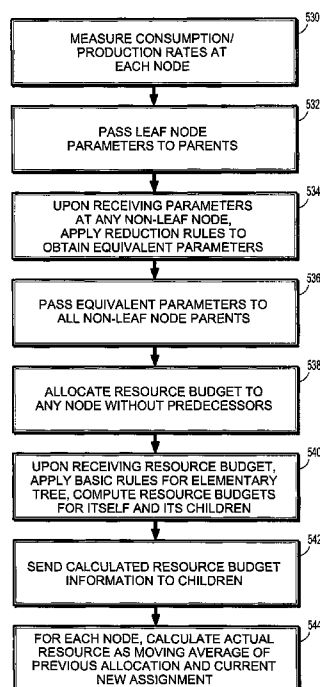 530
MEASURE CONSUMPTION/
PRODUCTION RATES AT
EACH NODE
532
PASS LEAF NODE
PARAMETERS TO PARENTS
534
UPON RECEIVING PARAMETERS
AT ANY NON-LEAF NODE,
APPLY REDUCTION RULES TO
OBTAIN EQUIVALENT PARAMETERS
536
PASS EQUIVALENT PARAMETERS TO
ALL NON-LEAF NODE PARENTS
538
ALLOCATE RESOURCE BUDGET TO
ANY NODE WITHOUT PREDECESSORS
540
UPON RECEIVING RESOURCE BUDGET,
APPLY BASIC RULES FOR ELEMENTARY
TREE, COMPUTE RESOURCE BUDGETS
FOR ITSELF AND ITS CHILDREN
542
SEND CALCULATED RESOURCE BUDGET
INFORMATION TO CHILDREN
544
FOR EACH NODE, CALCULATE ACTUAL
RESOURCE AS MOVING AVERAGE OF
PREVIOUS ALLOCATION AND CURRENT
NEW ASSIGNMENT